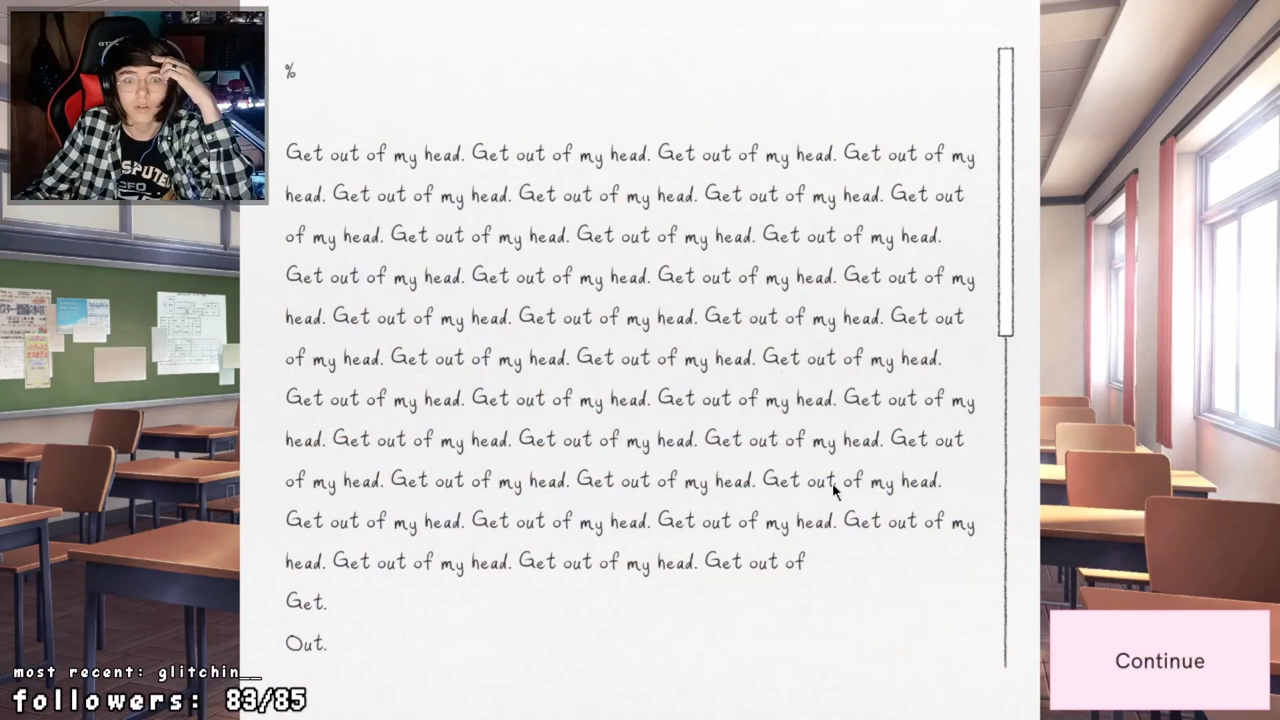 %
Get out of my head. Get out of my head. Get out of my head. Get out of my
head. Get out of my head. Get out of my head. Get out of my head. Get out
of my head. Get out of my head. Get out of my head. Get out of my head.
Get out of my head. Get out of my head. Get out of my head. Get out of my
head. Get out of my head. Get out of my head. Get out of my head. Get out
of my head. Get out of my head. Get out of my head. Get out of my head.
Get out of my head. Get out of my head. Get out of my head. Get out of my
head. Get out of my head. Get out of my head. Get out of my head. Get out
of my head. Get out of my head. Get out of my head. Get out of my head.
Get out of my head. Get out of my head. Get out of my head. Get out of my
head. Get out of my head. Get out of my head. Get out of
Get.
Out.
Continue
most recent: glitchin__
followers: 83/85